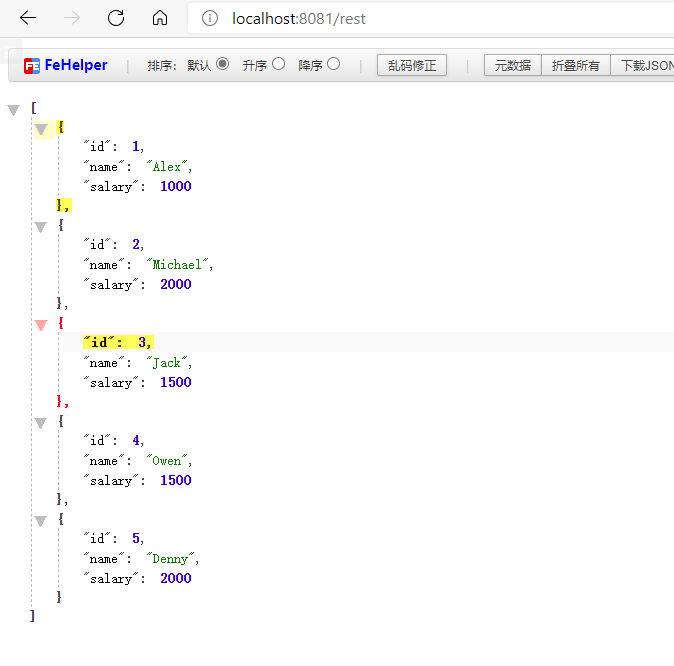 localhost:8081/rest
FeHelper | 排序: 默认 升序 降序 | 乱码修正 | 元数据 折叠所有 下载JSON
[
{
"id": 1,
"name": "Alex",
"salary": 1000
},
{
"id": 2,
"name": "Michael",
"salary": 2000
},
{
"id": 3,
"name": "Jack",
"salary": 1500
},
{
"id": 4,
"name": "Owen",
"salary": 1500
},
{
"id": 5,
"name": "Denny",
"salary": 2000
}
]